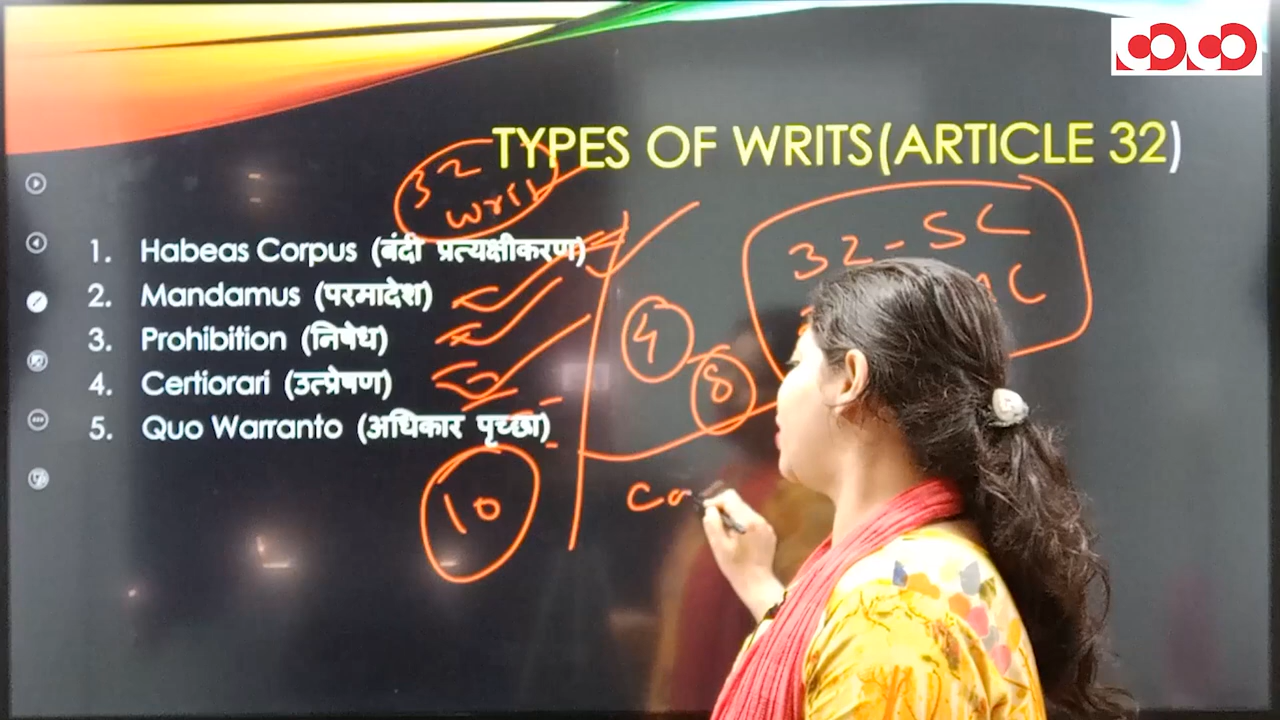 TYPES OF WRITS(ARTICLE 32)
32
writ
1. Habeas Corpus (बंदी प्रत्यक्षीकरण)
2. Mandamus (परमादेश)
3. Prohibition (निषेध)
4. Certiorari (उत्प्रेषण)
5. Quo Warranto (अधिकार पृच्छा)
32-SC
4
8
10